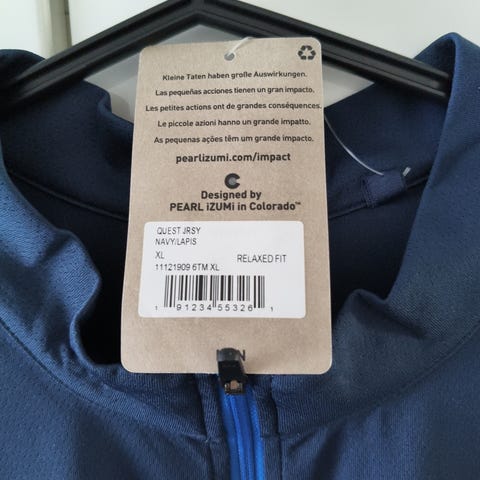 Kleine Taten haben große Auswirkungen.
Las pequeñas acciones tienen un gran impacto.
Les petites actions ont de grandes conséquences.
Le piccole azioni hanno un grande impatto.
As pequenas ações têm um grande impacto.
pearlizumi.com/impact
Designed by
PEARL iZUMi in Colorado™
QUEST JRSY
NAVY/LAPIS
XL RELAXED FIT
11121909 6TM XL
1 91234 55326 1